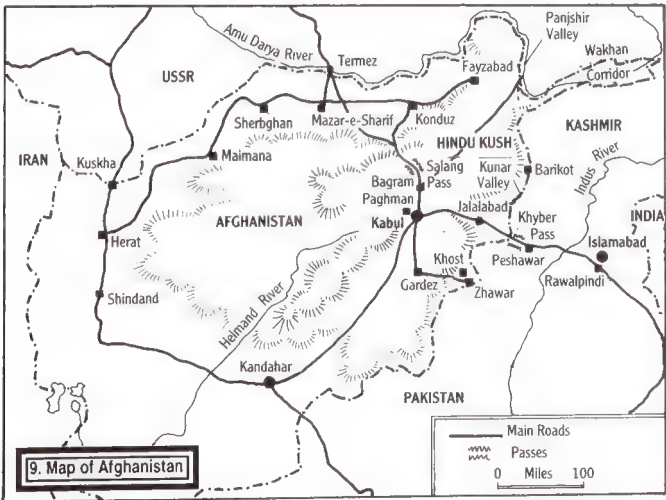 Panjshir
Valley
Amu Darya River
Termez
Wakhan
Corridor
USSR
Fayzabad
Sherbghan
Mazar-e-Sharif
Konduz
KASHMIR
HINDU KUSH
IRAN
Maimana
Kuskha
Salang
Pass
Kunar
Valley
Barikot
Indus River
Bagram
Paghman
Jalalabad
AFGHANISTAN
Kabul
Khyber
Pass
INDIA
Herat
Islamabad
Peshawar
Khost
Rawalpindi
Gardez
Zhawar
Shindand
Helmand River
Kandahar
PAKISTAN
Main Roads
Passes
0 Miles 100
9. Map of Afghanistan